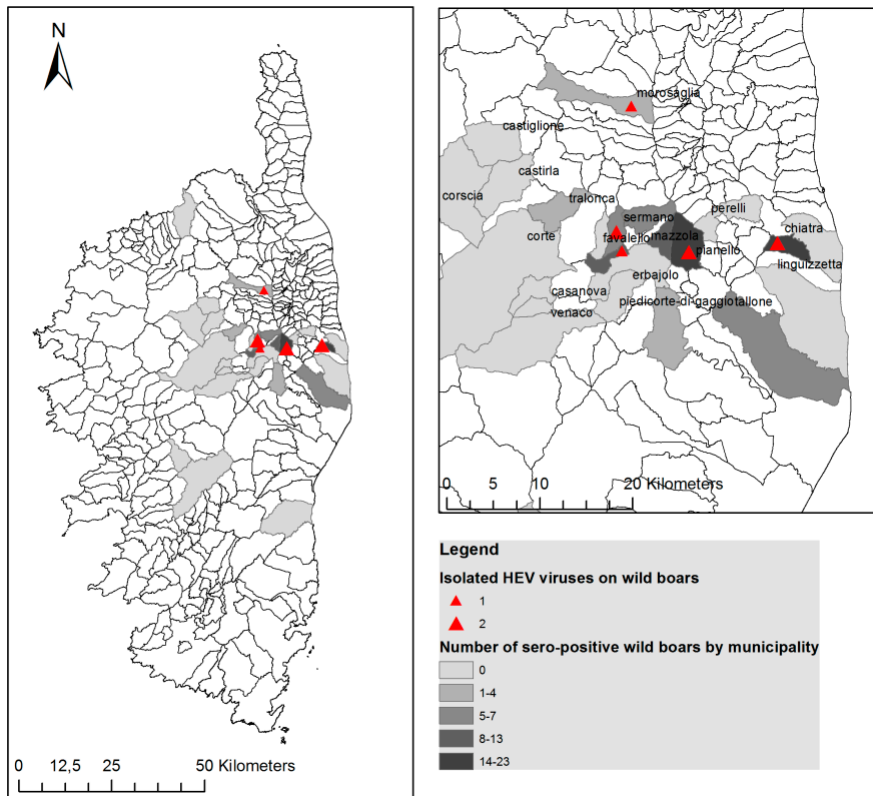 N
0 12,5 25 50 Kilometers
morosaglia
castiglione
castirla
corscia
tralonca
perelli
sermano
chiatra
corte
favalello
mazzola
pianello
linguizzetta
erbajolo
casanova
piedicorte-di-gaggiotallone
venaco
0 5 10 20 Kilometers
Legend
Isolated HEV viruses on wild boars
1
2
Number of sero-positive wild boars by municipality
0
1-4
5-7
8-13
14-23